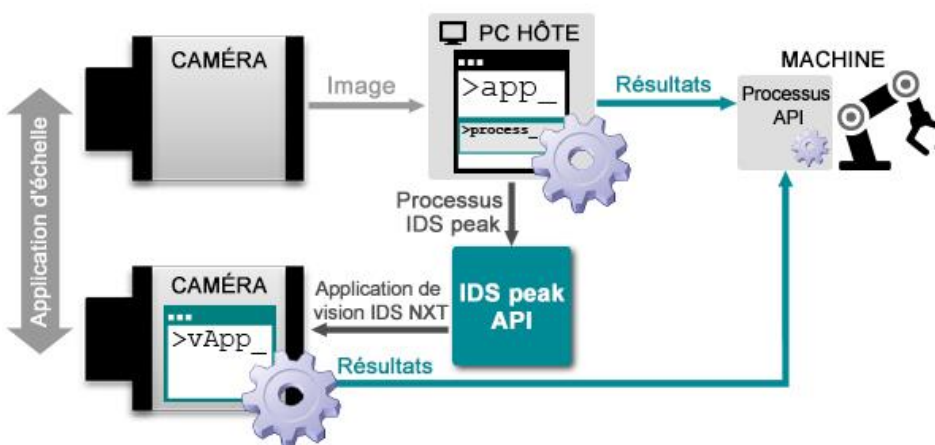 PC HÔTE
CAMÉRA
>app_
>process_
Image
Résultats
MACHINE
Processus
API
Application d'échelle
Processus
IDS peak
CAMÉRA
>vApp_
Application de
vision IDS NXT
IDS peak
API
Résultats